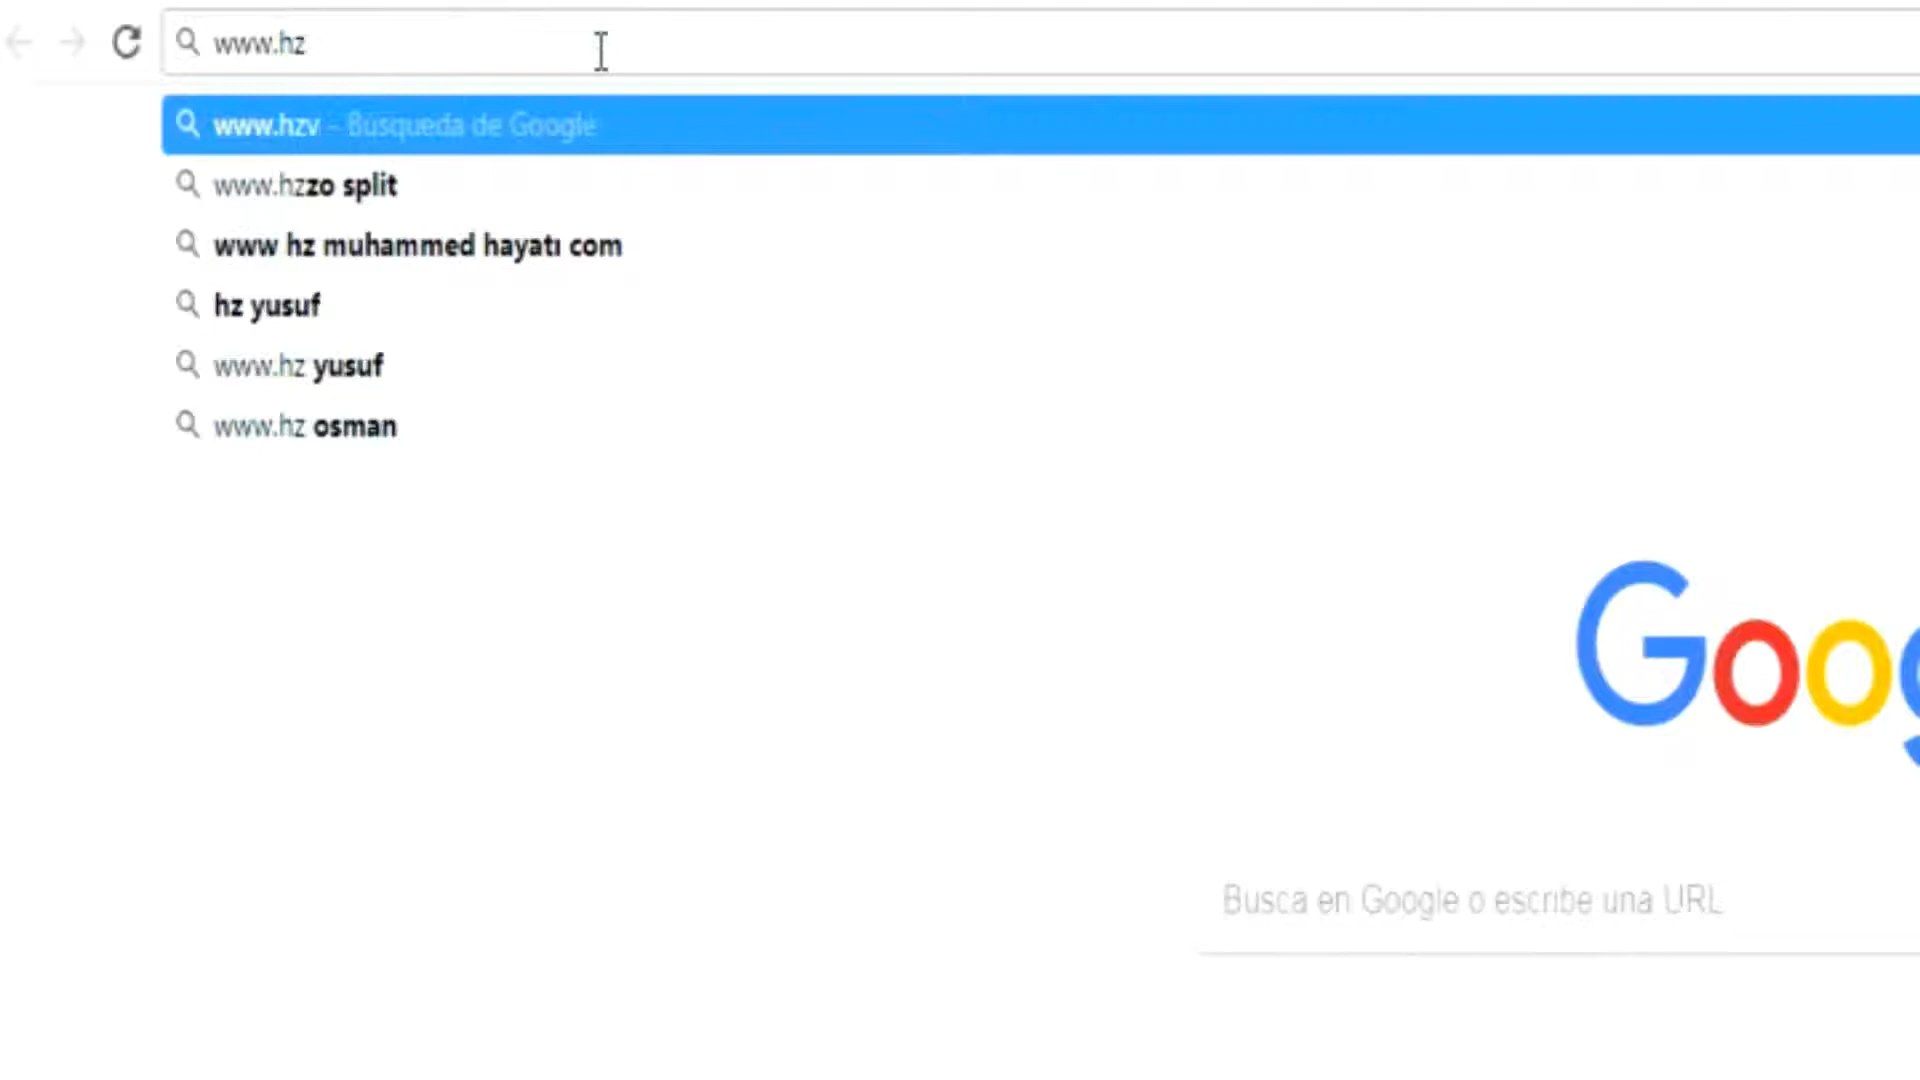 www.hz
www.hzv - Búsqueda de Google
www.hzzo split
www hz muhammed hayatı com
hz yusuf
www.hz yusuf
www.hz osman
Goog
Busca en Google o escribe una URL